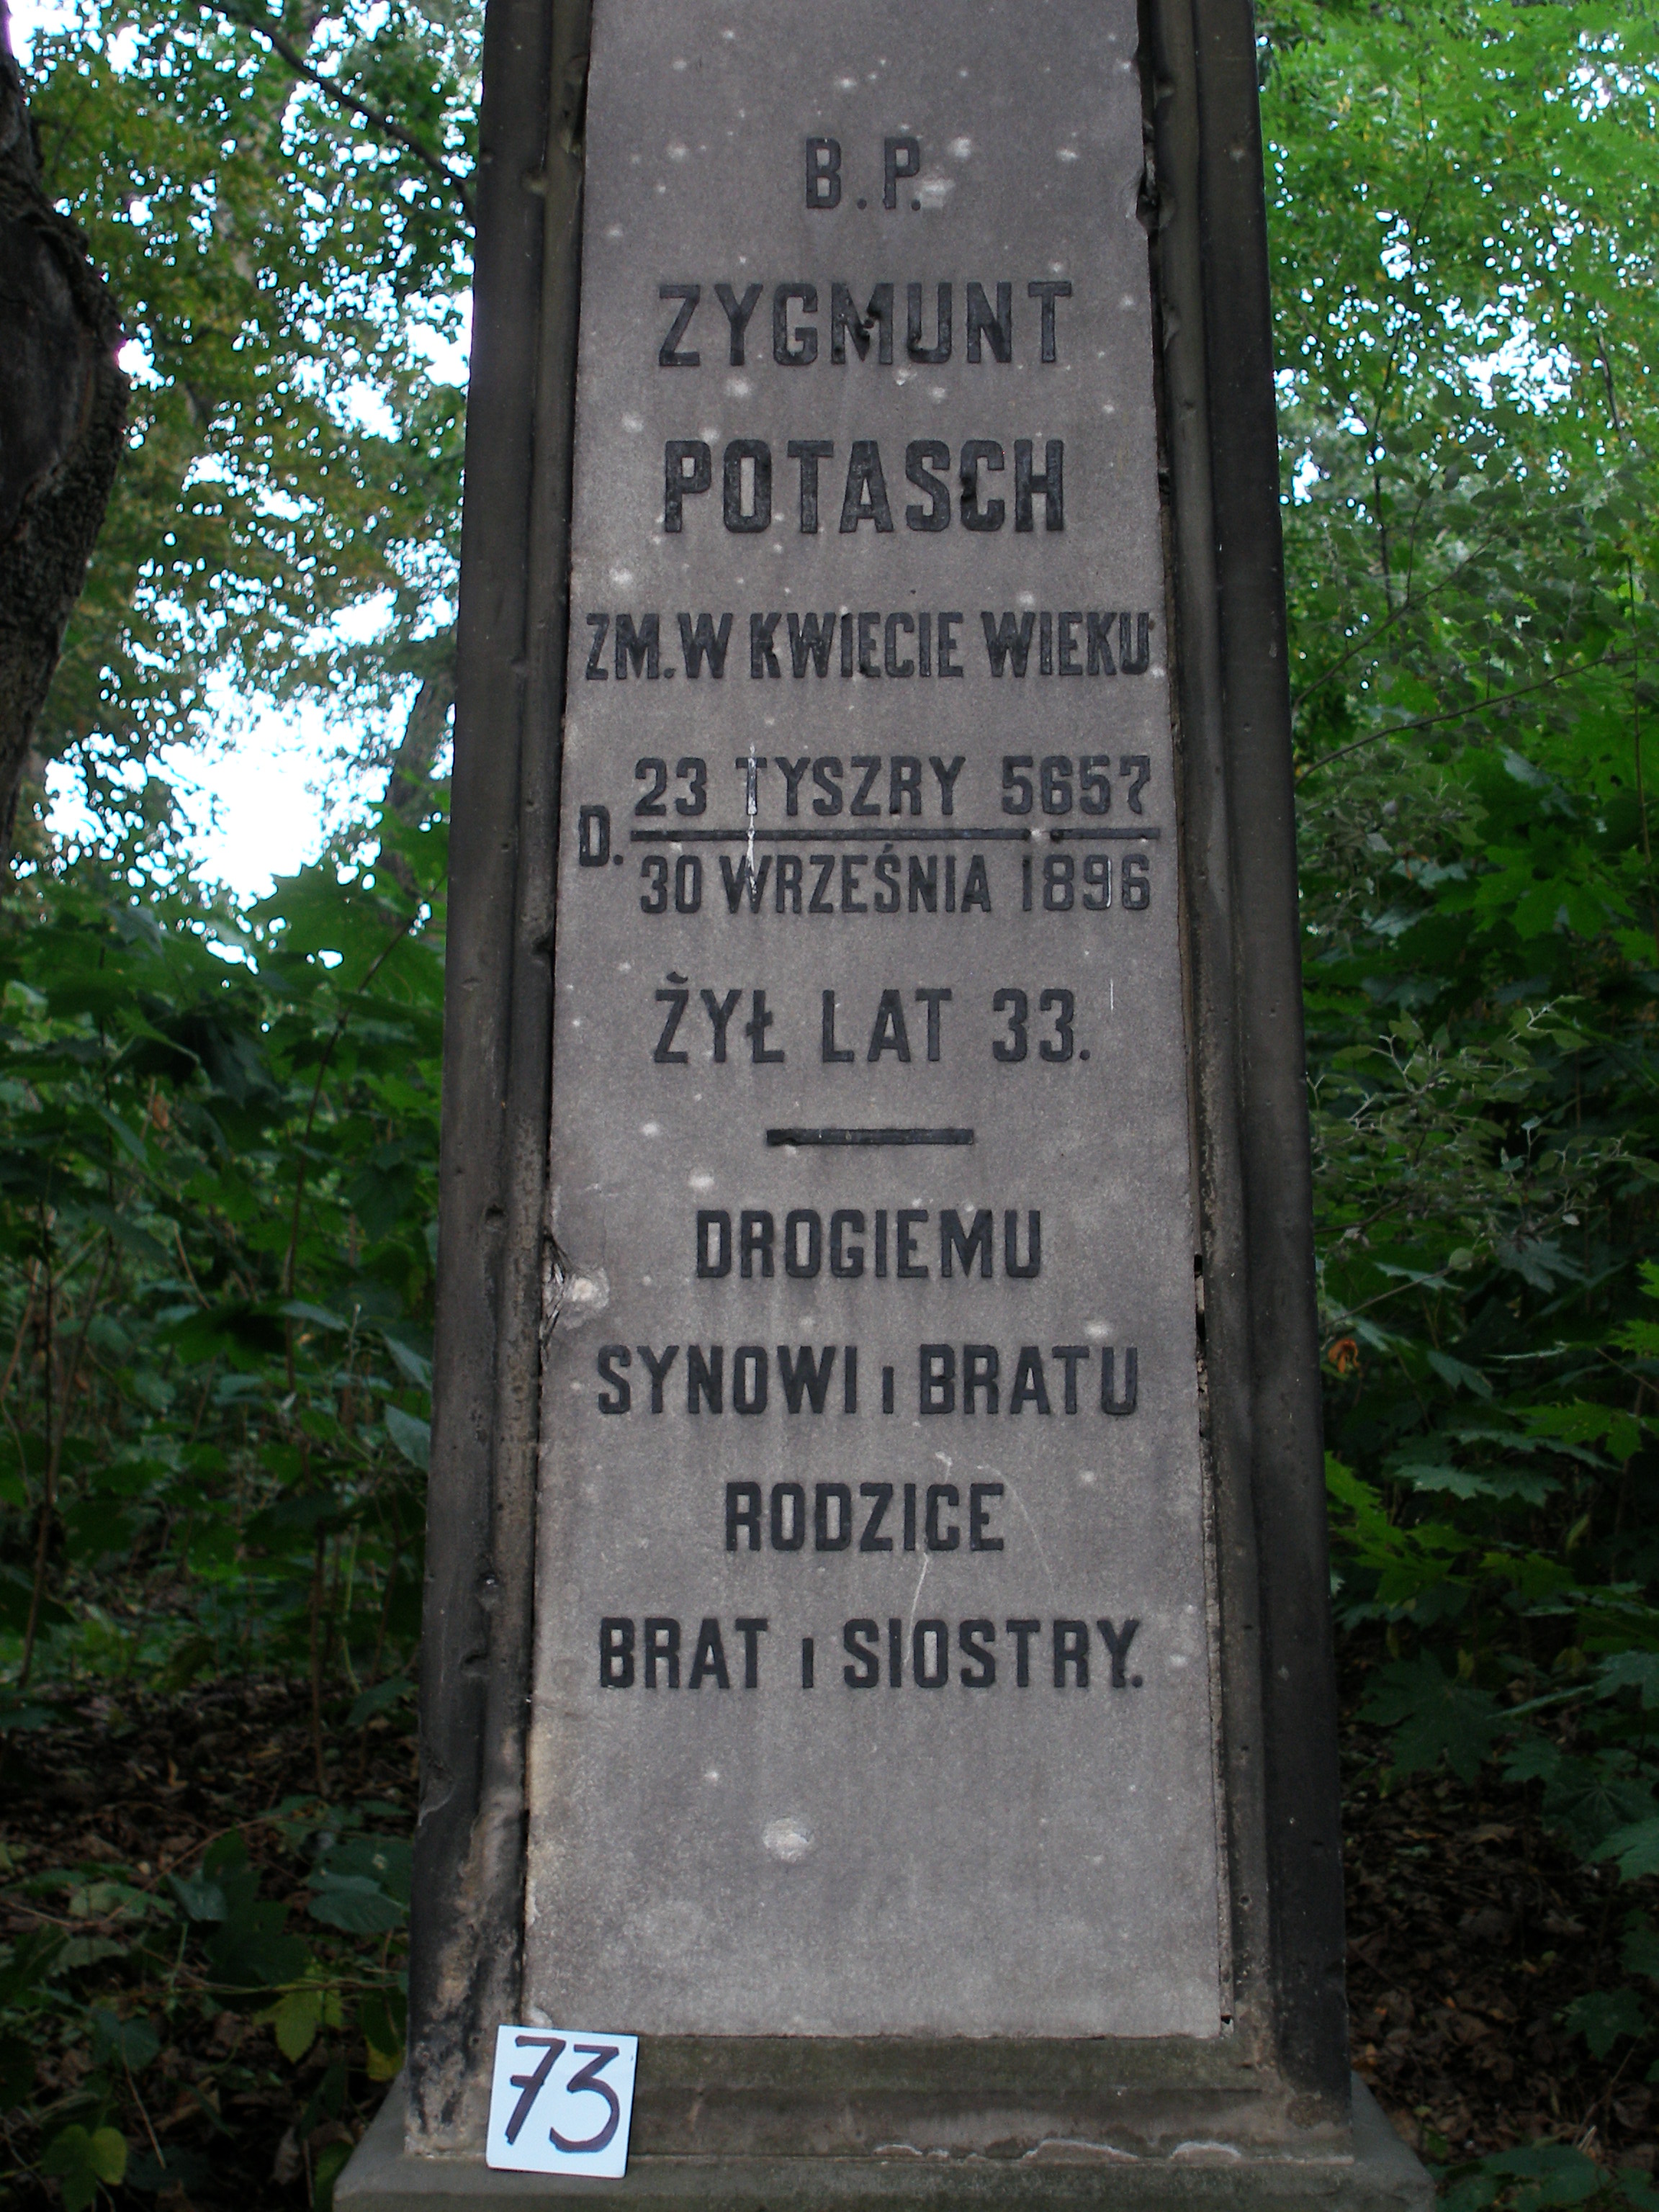 B. P.
ZYGMUNT
POTASCH
ZM. W KWIECIE WIEKU
D. 23 TYSZRY 5657
30 WRZEŚNIA 1896
ŻYŁ LAT 33.
DROGIEMU
SYNOWI I BRATU
RODZICE
BRAT I SIOSTRY.
73